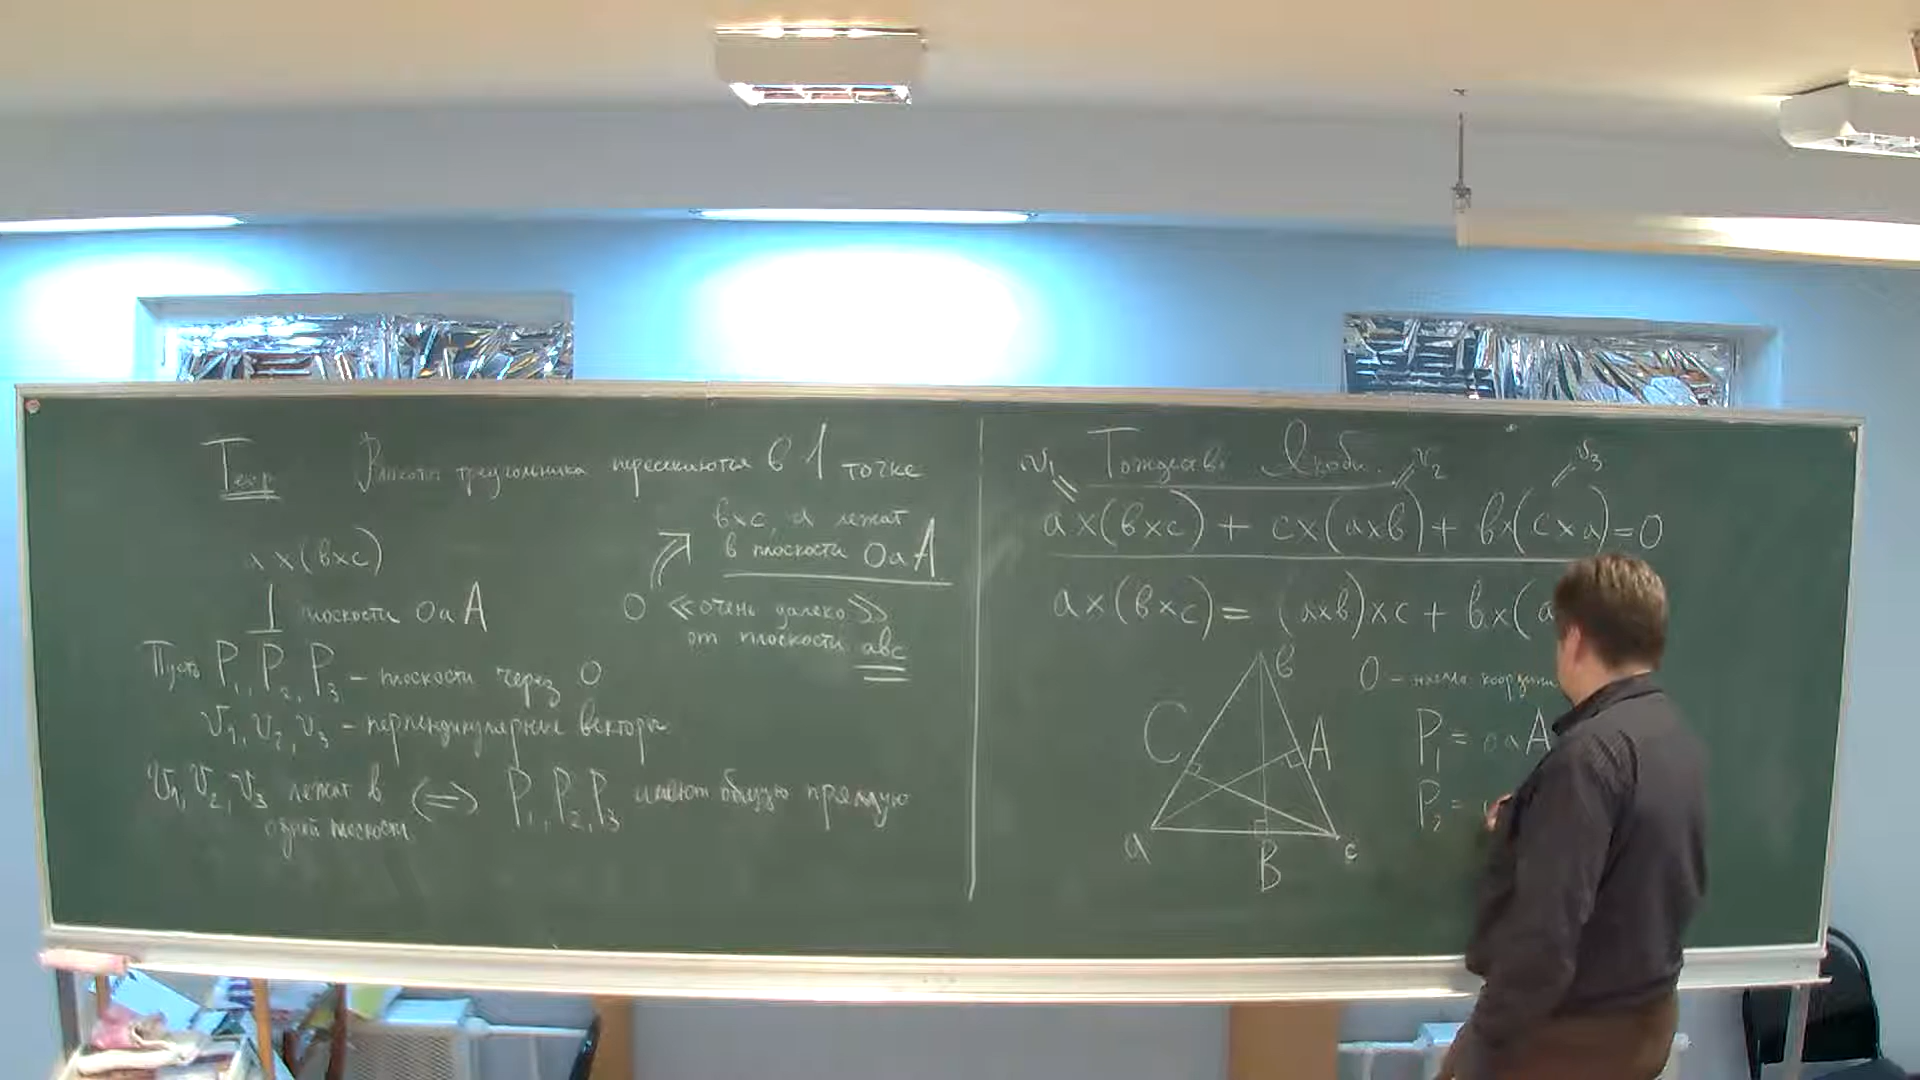 Теор Высоты треугольника пересекаются в 1 точке
a×(b×c)
⊥ плоскости OaA
b×c, a лежат
в плоскости OaA
O «очень далеко»
от плоскости abc
Пусть P₁, P₂, P₃ – плоскости через O
v₁, v₂, v₃ – перпендикулярные вектора
v₁, v₂, v₃ лежат в одной плоскости ⟺ P₁, P₂, P₃ имеют общую прямую
v₁ Тождество Якоби. v₂ v₃
a×(b×c) + c×(a×b) + b×(c×a) = 0
a×(b×c) = (a×b)×c + b×(a
b
C
A
a
B
c
O – начало
P₁ = OaA
P₂ =